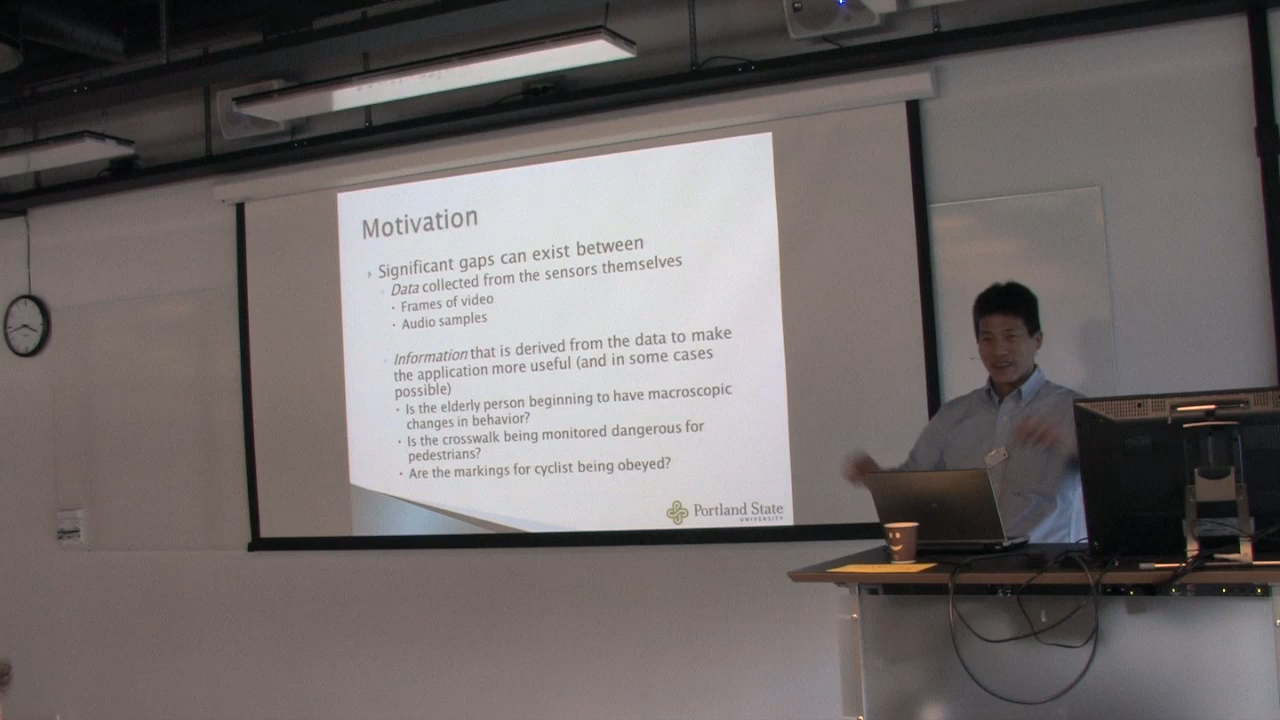 Motivation
Significant gaps can exist between
Data collected from the sensors themselves
Frames of video
Audio samples
Information that is derived from the data to make
the application more useful (and in some cases
possible)
Is the elderly person beginning to have macroscopic
changes in behavior?
Is the crosswalk being monitored dangerous for
pedestrians?
Are the markings for cyclist being obeyed?
Portland State
UNIVERSITY